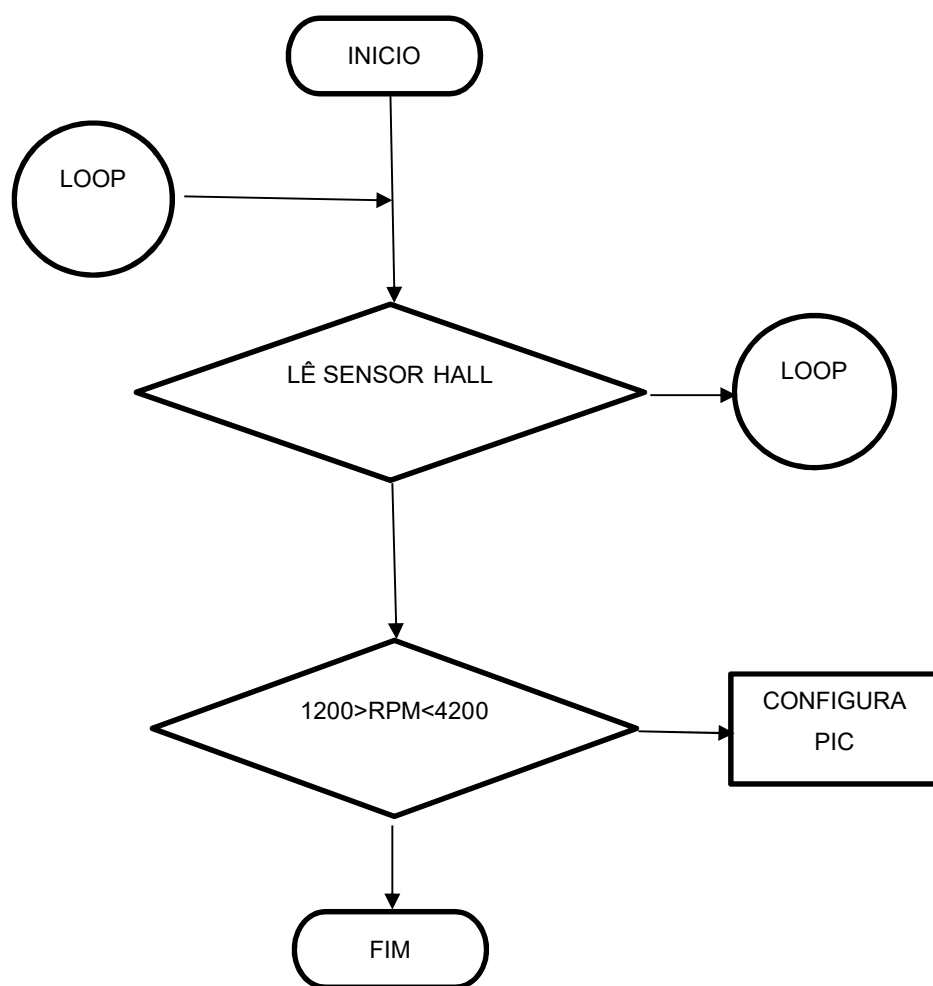 INICIO
LOOP
LÊ SENSOR HALL
LOOP
1200>RPM<4200
CONFIGURA
PIC
FIM